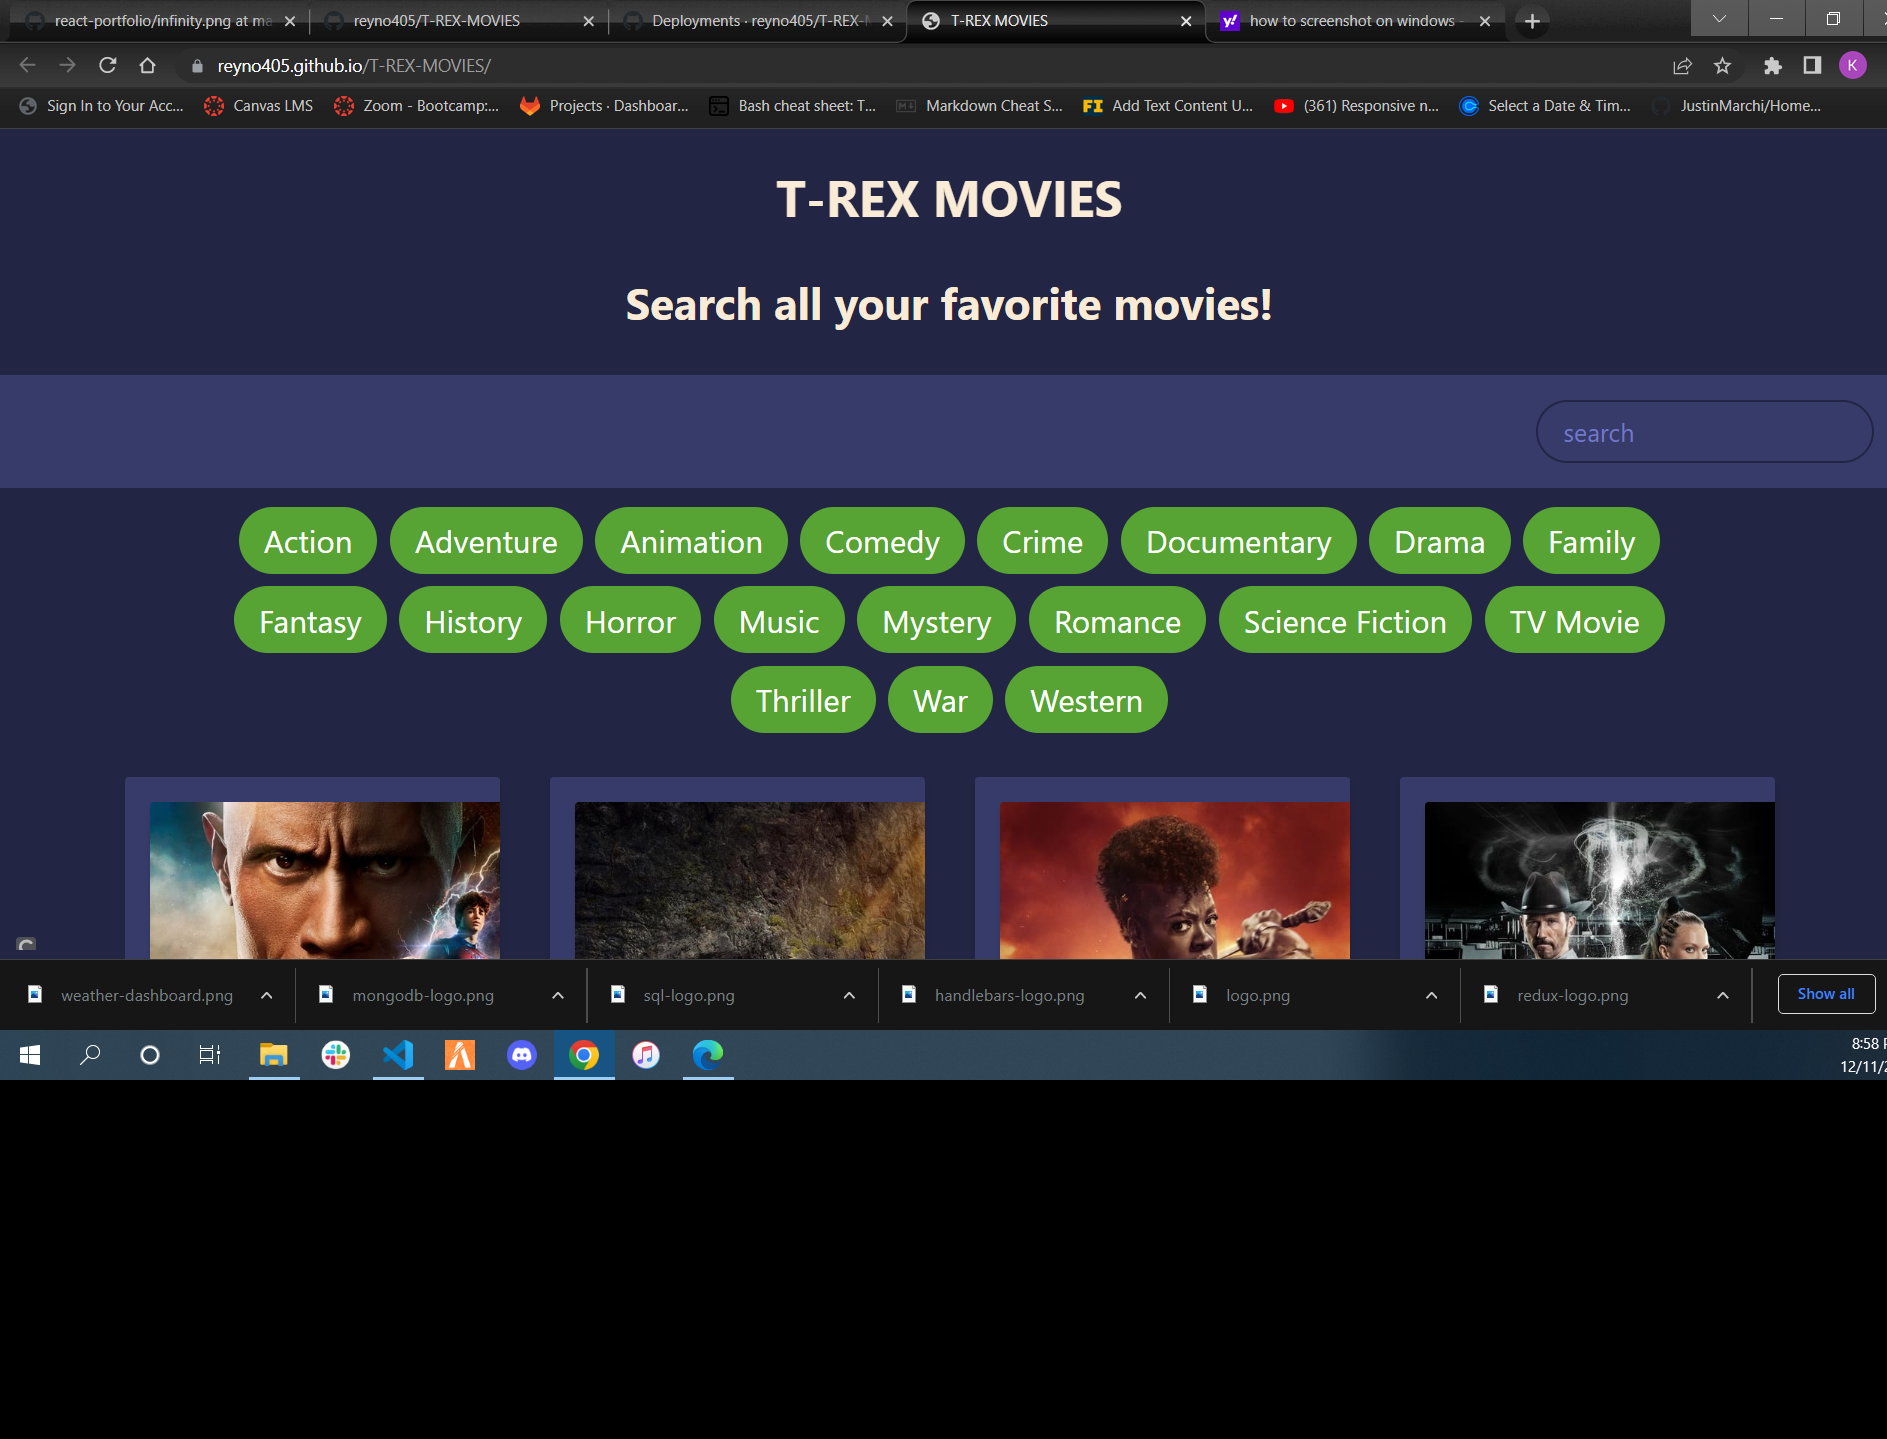 react-portfolio/infinity.png at ma
reyno405/T-REX-MOVIES
Deployments · reyno405/T-REX-M
T-REX MOVIES
how to screenshot on windows -
reyno405.github.io/T-REX-MOVIES/
K
Sign In to Your Acc...
Canvas LMS
Zoom - Bootcamp:...
Projects · Dashboar...
Bash cheat sheet: T...
Markdown Cheat S...
Add Text Content U...
(361) Responsive n...
Select a Date & Tim...
JustinMarchi/Home...
T-REX MOVIES
Search all your favorite movies!
search
Action Adventure Animation Comedy Crime Documentary Drama Family
Fantasy History Horror Music Mystery Romance Science Fiction TV Movie
Thriller War Western
weather-dashboard.png
mongodb-logo.png
sql-logo.png
handlebars-logo.png
logo.png
redux-logo.png
Show all
8:58
12/11/